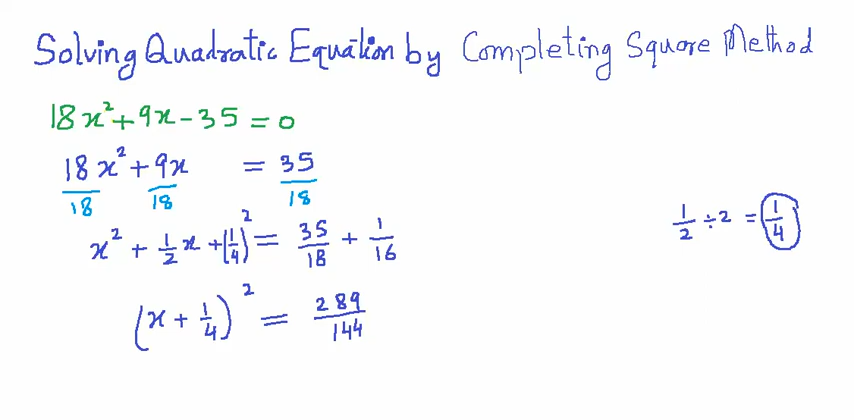 Solving Quadratic Equation by Completing Square Method
18x²+9x-35=0
18x²/18 + 9x/18 = 35/18
x² + 1/2x + (1/4)² = 35/18 + 1/16
1/2 ÷2 = 1/4
(x + 1/4)² = 289/144